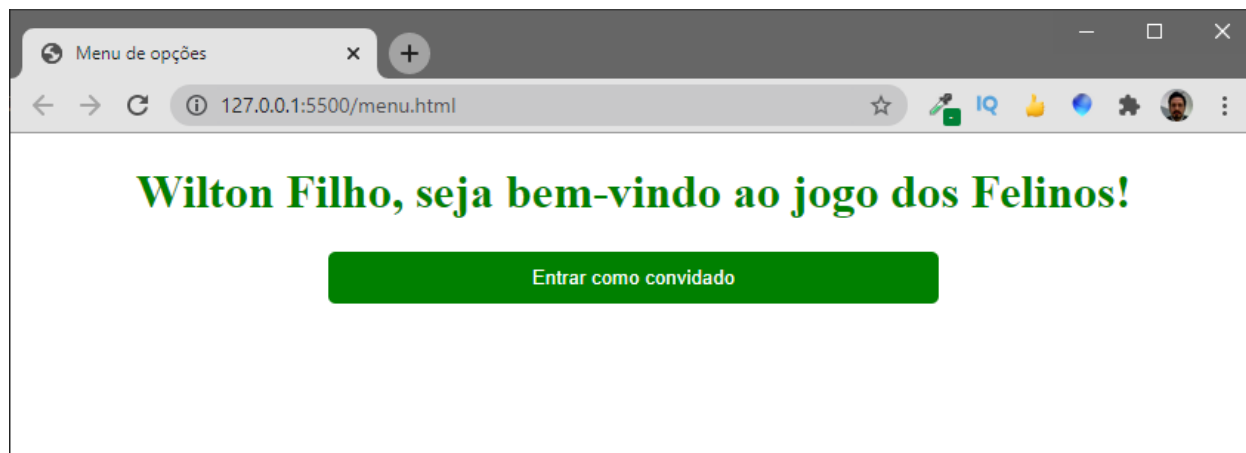 Menu de opções
127.0.0.1:5500/menu.html
IQ
Wilton Filho, seja bem-vindo ao jogo dos Felinos!
Entrar como convidado